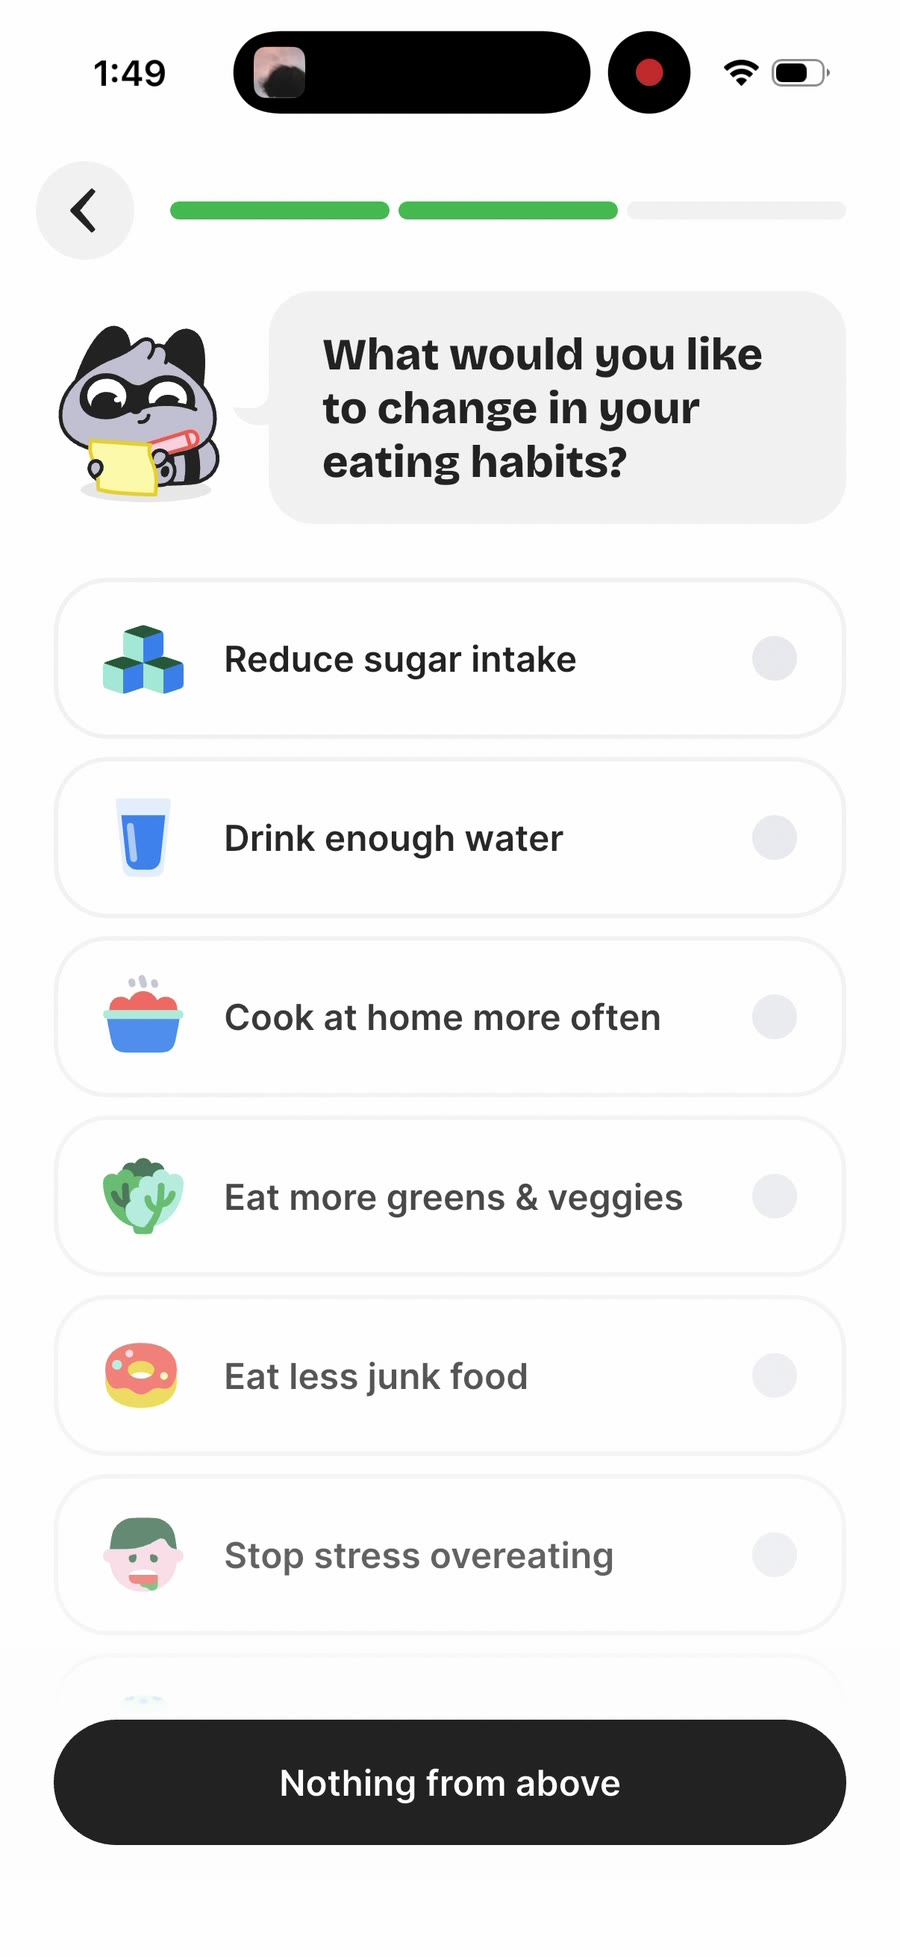 1:49
What would you like
to change in your
eating habits?
Reduce sugar intake
Drink enough water
Cook at home more often
Eat more greens & veggies
Eat less junk food
Stop stress overeating
Nothing from above